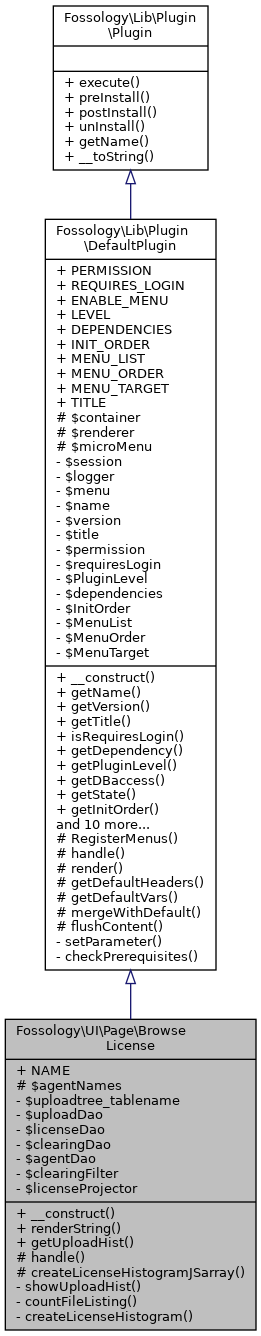 Fossology\Lib\Plugin
\Plugin
+ execute()
+ preInstall()
+ postInstall()
+ unInstall()
+ getName()
+ __toString()
Fossology\Lib\Plugin
\DefaultPlugin
+ PERMISSION
+ REQUIRES_LOGIN
+ ENABLE_MENU
+ LEVEL
+ DEPENDENCIES
+ INIT_ORDER
+ MENU_LIST
+ MENU_ORDER
+ MENU_TARGET
+ TITLE
# $container
# $renderer
# $microMenu
- $session
- $logger
- $menu
- $name
- $version
- $title
- $permission
- $requiresLogin
- $PluginLevel
- $dependencies
- $InitOrder
- $MenuList
- $MenuOrder
- $MenuTarget
+ __construct()
+ getName()
+ getVersion()
+ getTitle()
+ isRequiresLogin()
+ getDependency()
+ getPluginLevel()
+ getDBaccess()
+ getState()
+ getInitOrder()
and 10 more...
# RegisterMenus()
# handle()
# render()
# getDefaultHeaders()
# getDefaultVars()
# mergeWithDefault()
# flushContent()
- setParameter()
- checkPrerequisites()
Fossology\UI\Page\Browse
License
+ NAME
# $agentNames
- $uploadtree_tablename
- $uploadDao
- $licenseDao
- $clearingDao
- $agentDao
- $clearingFilter
- $licenseProjector
+ __construct()
+ renderString()
+ getUploadHist()
# handle()
# createLicenseHistogramJSarray()
- showUploadHist()
- countFileListing()
- createLicenseHistogram()